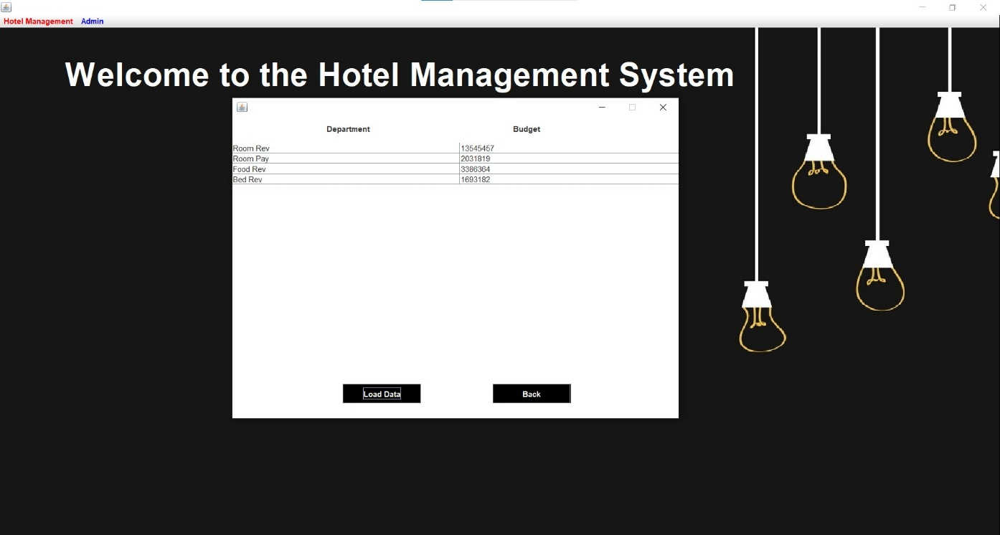 Hotel Management Admin
Welcome to the Hotel Management System
Department Budget
Room Rev 13545457
Room Pay 2031819
Food Rev 3386364
Bed Rev 1693182
Load Data Back